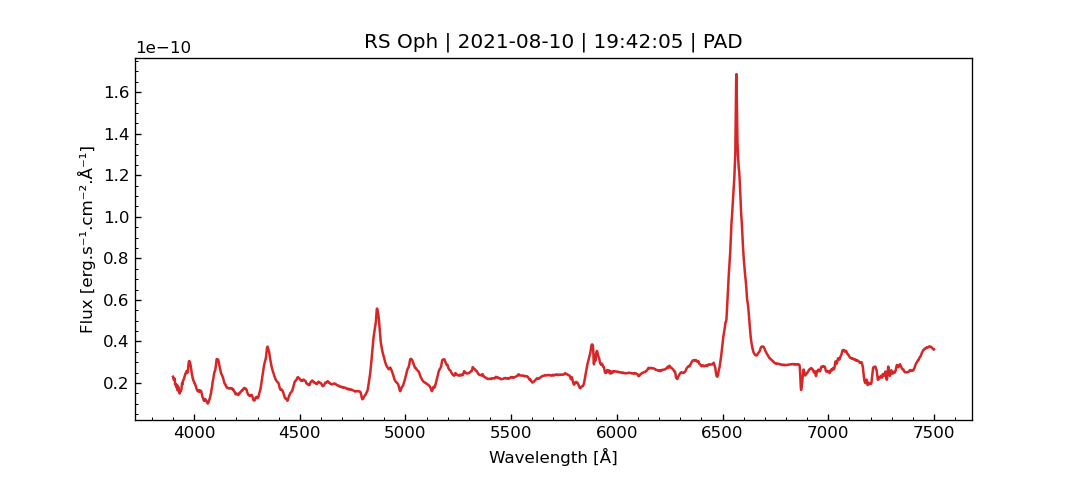 RS Oph | 2021-08-10 | 19:42:05 | PAD
1e−10
1.6
1.4
1.2
1.0
0.8
0.6
0.4
0.2
Flux [erg.s⁻¹.cm⁻².Å⁻¹]
4000 4500 5000 5500 6000 6500 7000 7500
Wavelength [Å]